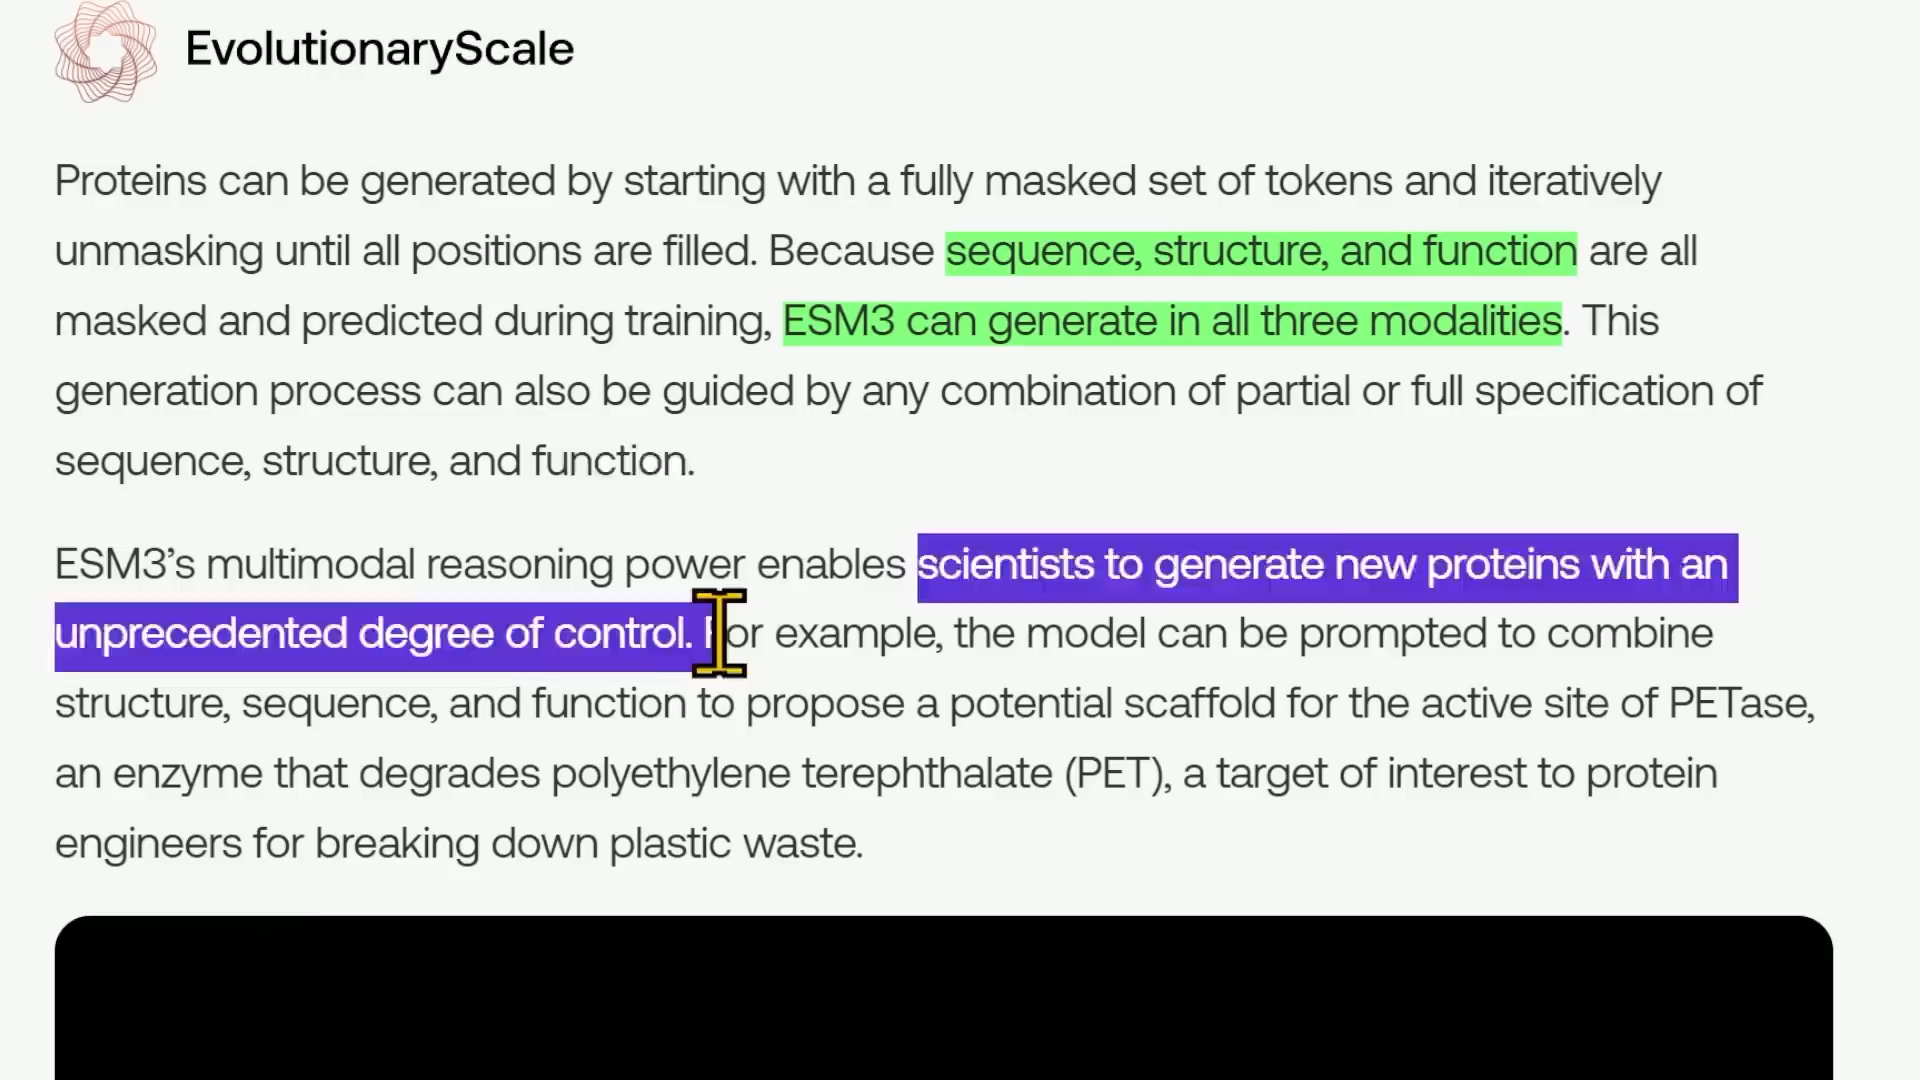 EvolutionaryScale
Proteins can be generated by starting with a fully masked set of tokens and iteratively
unmasking until all positions are filled. Because sequence, structure, and function are all
masked and predicted during training, ESM3 can generate in all three modalities. This
generation process can also be guided by any combination of partial or full specification of
sequence, structure, and function.
ESM3’s multimodal reasoning power enables scientists to generate new proteins with an
unprecedented degree of control. For example, the model can be prompted to combine
structure, sequence, and function to propose a potential scaffold for the active site of PETase,
an enzyme that degrades polyethylene terephthalate (PET), a target of interest to protein
engineers for breaking down plastic waste.